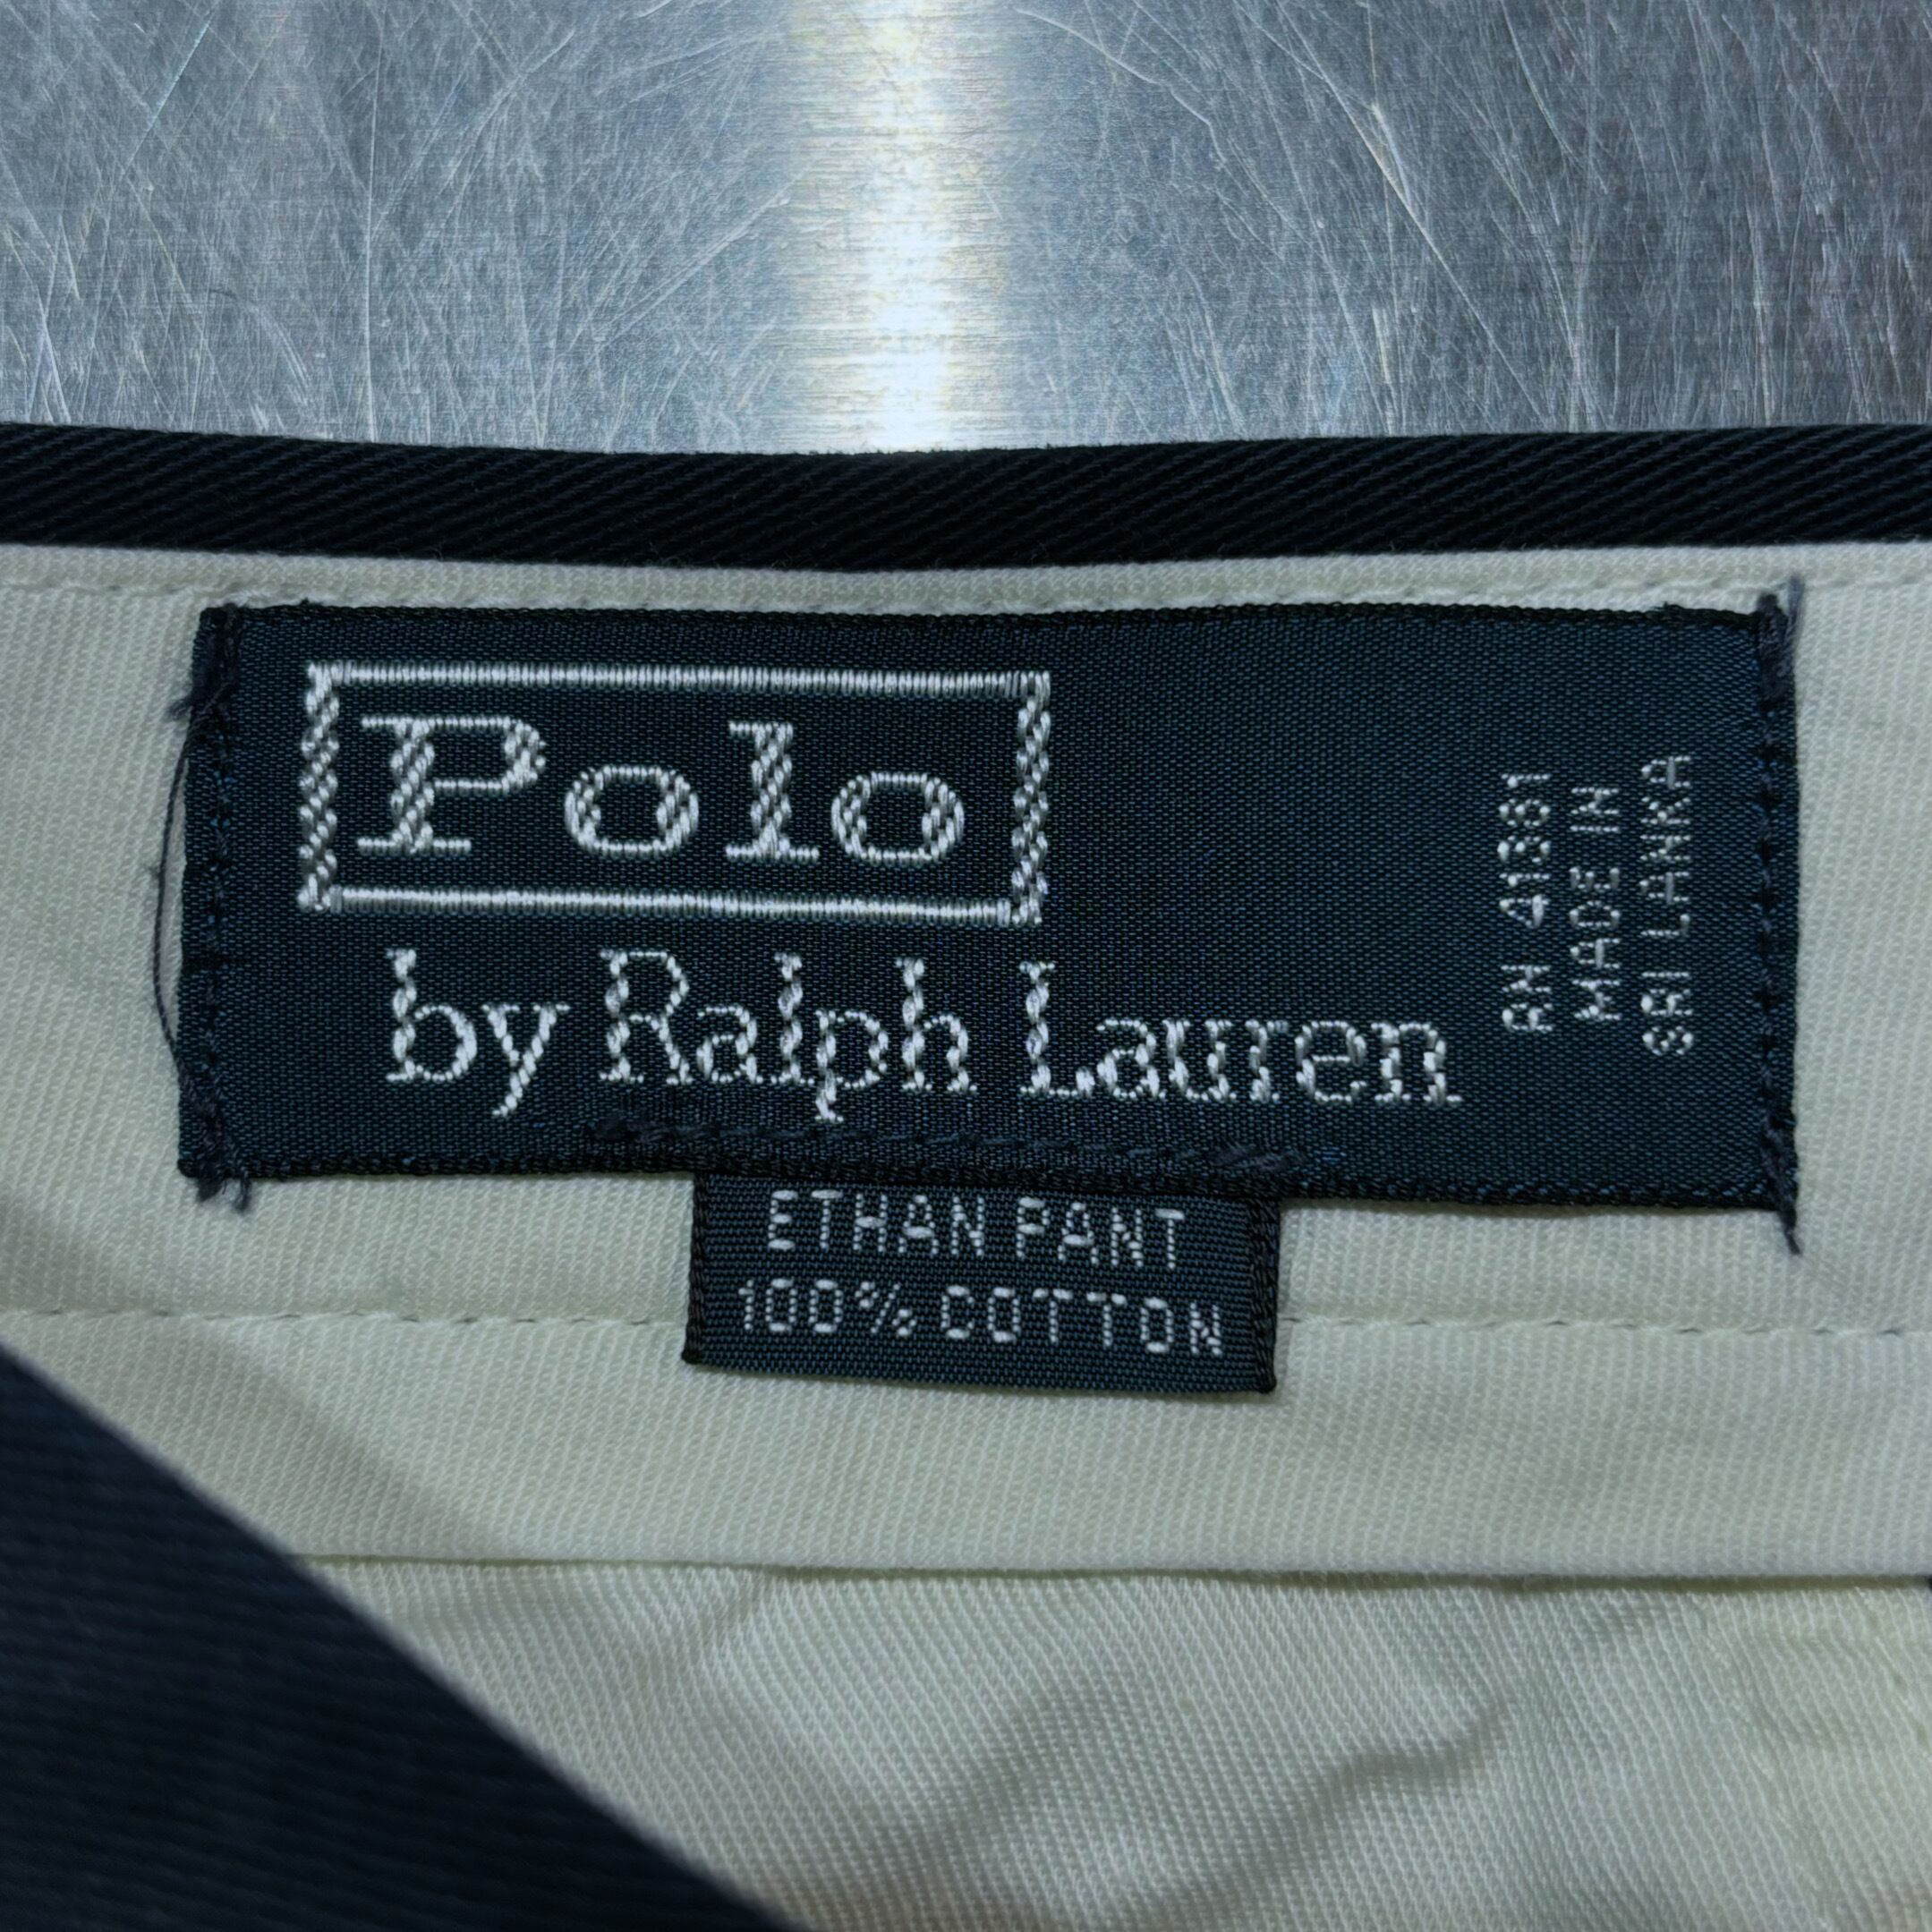 Polo
by Ralph Lauren
RN 41381
MADE IN
SRI LANKA
ETHAN PANT
100% COTTON